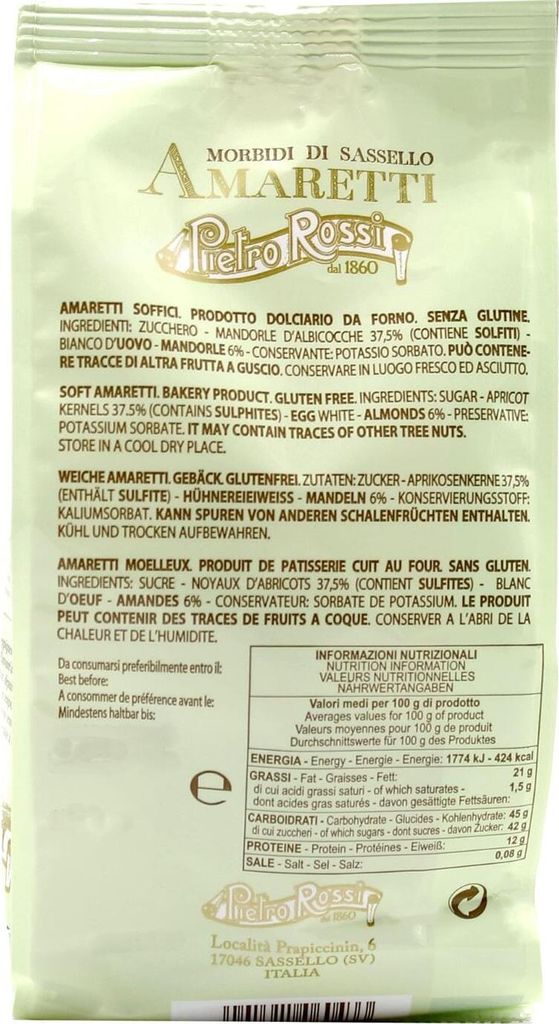 MORBIDI DI SASSELLO
AMARETTI
Pietro Rossi
dal 1860
AMARETTI SOFFICI. PRODOTTO DOLCIARIO DA FORNO. SENZA GLUTINE.
INGREDIENTI: ZUCCHERO - MANDORLE D'ALBICOCCHE 37,5% (CONTIENE SOLFITI) -
BIANCO D'UOVO - MANDORLE 6% - CONSERVANTE: POTASSIO SORBATO. PUÒ CONTENE-
RE TRACCE DI ALTRA FRUTTA A GUSCIO. CONSERVARE IN LUOGO FRESCO ED ASCIUTTO.
SOFT AMARETTI. BAKERY PRODUCT. GLUTEN FREE. INGREDIENTS: SUGAR - APRICOT
KERNELS 37.5% (CONTAINS SULPHITES) - EGG WHITE - ALMONDS 6% - PRESERVATIVE:
POTASSIUM SORBATE. IT MAY CONTAIN TRACES OF OTHER TREE NUTS.
STORE IN A COOL DRY PLACE.
WEICHE AMARETTI. GEBÄCK. GLUTENFREI. ZUTATEN: ZUCKER - APRIKOSENKERNE 37,5%
(ENTHÄLT SULFITE) - HÜHNEREIEIWEISS - MANDELN 6% - KONSERVIERUNGSSTOFF:
KALIUMSORBAT. KANN SPUREN VON ANDEREN SCHALENFRÜCHTEN ENTHALTEN.
KÜHL UND TROCKEN AUFBEWAHREN.
AMARETTI MOELLEUX. PRODUIT DE PATISSERIE CUIT AU FOUR. SANS GLUTEN.
INGREDIENTS: SUCRE - NOYAUX D'ABRICOTS 37,5% (CONTIENT SULFITES) - BLANC
D'OEUF - AMANDES 6% - CONSERVATEUR: SORBATE DE POTASSIUM. LE PRODUIT
PEUT CONTENIR DES TRACES DE FRUITS A COQUE. CONSERVER A L'ABRI DE LA
CHALEUR ET DE L'HUMIDITE.
Da consumarsi preferibilmente entro il:
Best before:
A consommer de préférence avant le:
Mindestens haltbar bis:
INFORMAZIONI NUTRIZIONALI
NUTRITION INFORMATION
VALEURS NUTRITIONNELLES
NÄHRWERTANGABEN
Valori medi per 100 g di prodotto
Averages values for 100 g of product
Valeurs moyennes pour 100 g de produit
Durchschnittswerte für 100 g des Produktes
ENERGIA - Energy - Energie - Energie: 1774 kJ - 424 kcal
GRASSI - Fat - Graisses - Fett: 21 g
di cui acidi grassi saturi - of which saturates - 1,5 g
dont acides gras saturés - davon gesättigte Fettsäuren:
CARBOIDRATI - Carbohydrate - Glucides - Kohlenhydrate: 45 g
di cui zuccheri - of which sugars - dont sucres - davon Zucker: 42 g
PROTEINE - Protein - Protéines - Eiweiß: 12 g
SALE - Salt - Sel - Salz: 0,08 g
℮
Pietro Rossi
dal 1860
Località Prapiccinin, 6
17046 SASSELLO (SV)
ITALIA